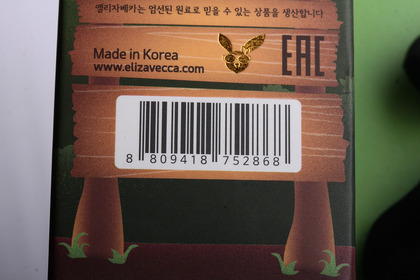 엘리자베카는 엄선된 원료로 믿을 수 있는 상품을 생산합니다
Made in Korea
www.elizavecca.com
EAC
8 809418 752868